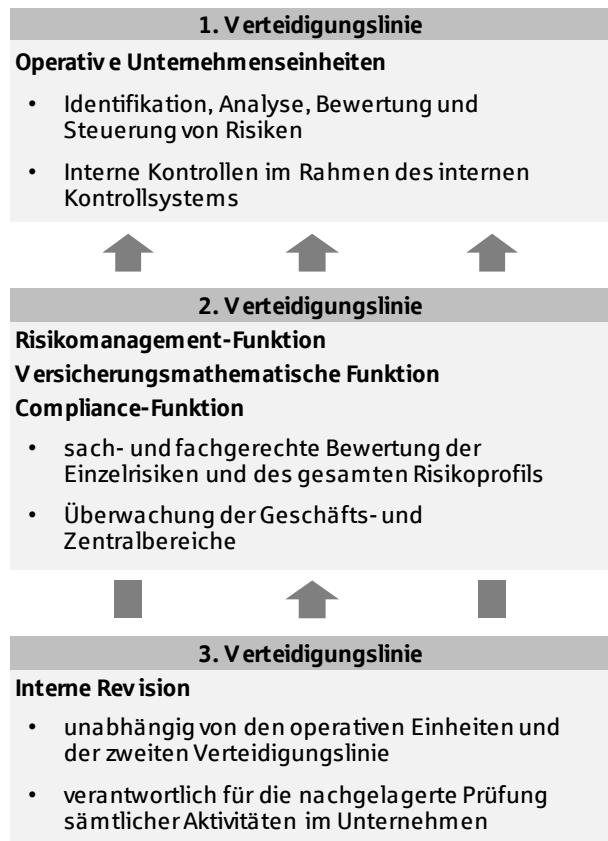 1. Verteidigungslinie
Operative Unternehmenseinheiten
• Identifikation, Analyse, Bewertung und
Steuerung von Risiken
• Interne Kontrollen im Rahmen des internen
Kontrollsystems
2. Verteidigungslinie
Risikomanagement-Funktion
Versicherungsmathematische Funktion
Compliance-Funktion
• sach- und fachgerechte Bewertung der
Einzelrisiken und des gesamten Risikoprofils
• Überwachung der Geschäfts- und
Zentralbereiche
3. Verteidigungslinie
Interne Revision
• unabhängig von den operativen Einheiten und
der zweiten Verteidigungslinie
• verantwortlich für die nachgelagerte Prüfung
sämtlicher Aktivitäten im Unternehmen